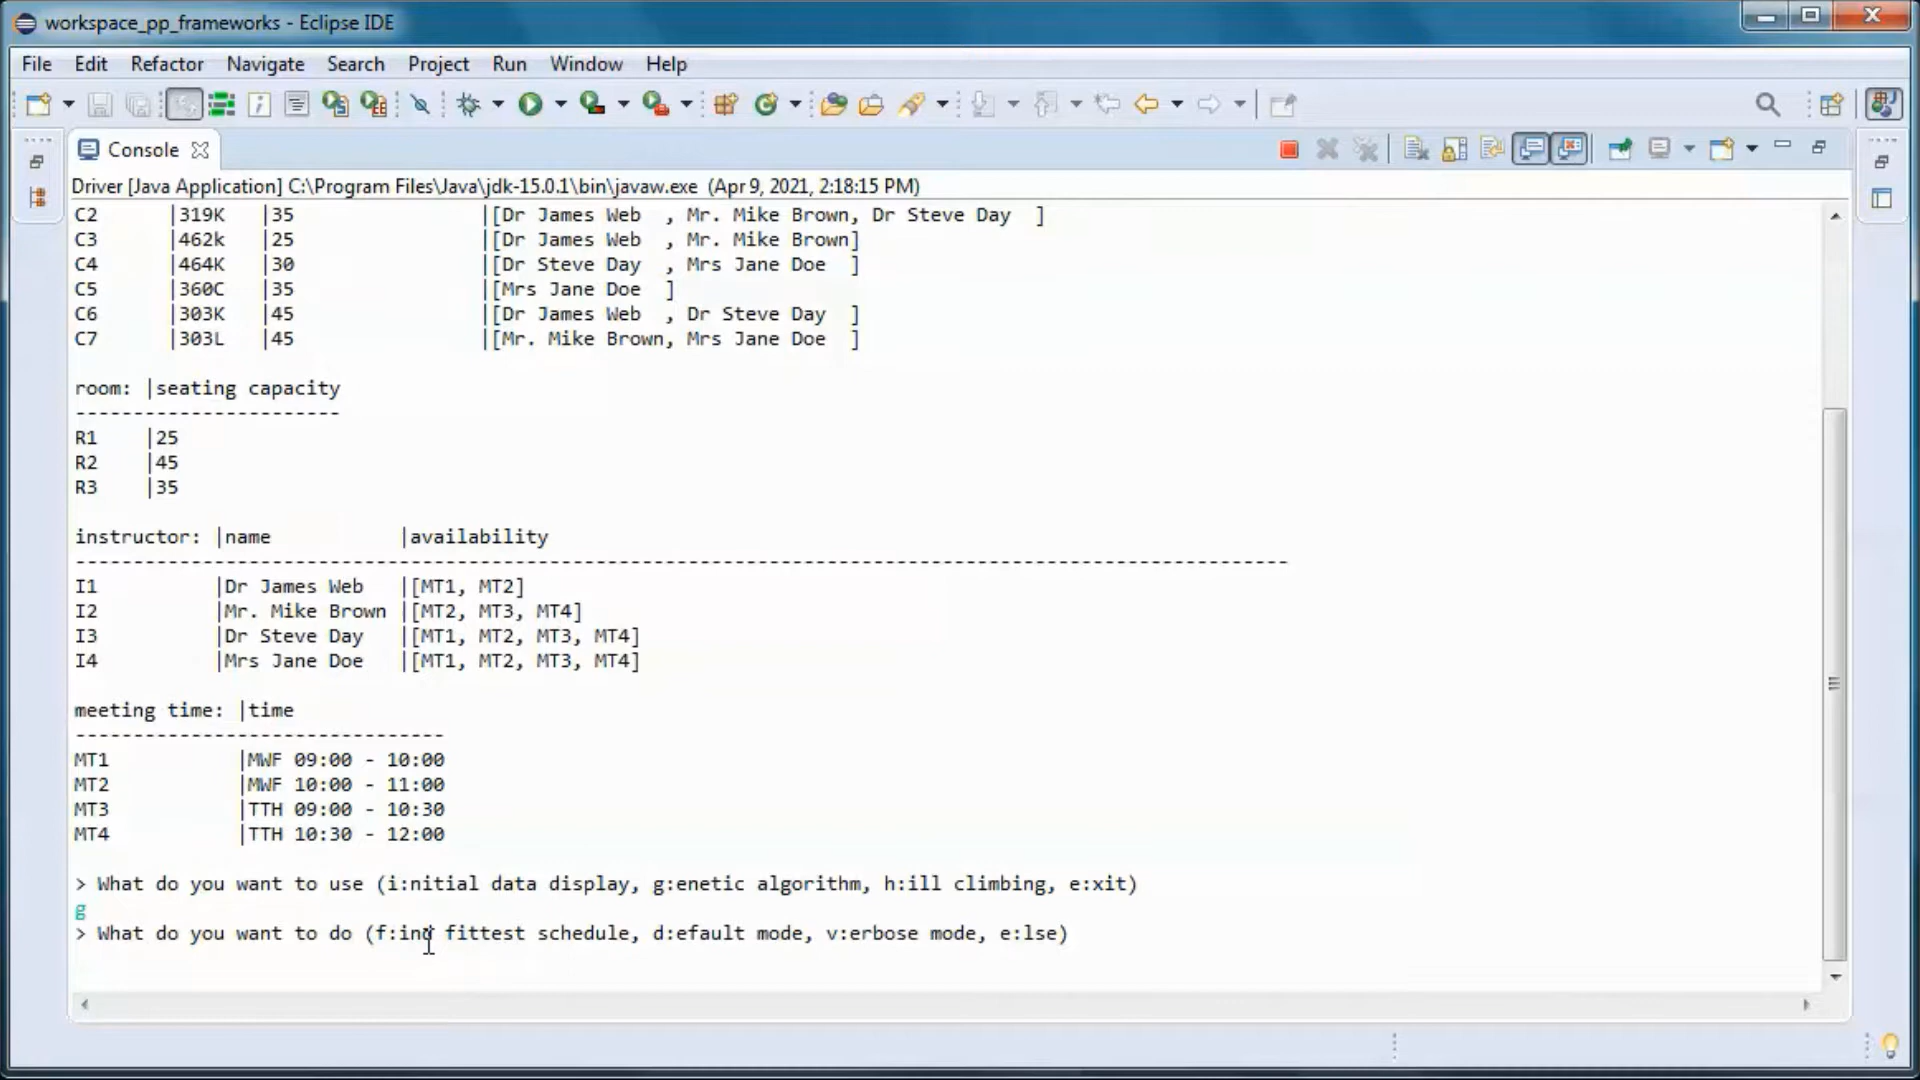 workspace_pp_frameworks - Eclipse IDE
File Edit Refactor Navigate Search Project Run Window Help
Console
Driver [Java Application] C:\Program Files\Java\jdk-15.0.1\bin\javaw.exe (Apr 9, 2021, 2:18:15 PM)
C2 |319K |35 |[Dr James Web , Mr. Mike Brown, Dr Steve Day ]
C3 |462k |25 |[Dr James Web , Mr. Mike Brown]
C4 |464K |30 |[Dr Steve Day , Mrs Jane Doe ]
C5 |360C |35 |[Mrs Jane Doe ]
C6 |303K |45 |[Dr James Web , Dr Steve Day ]
C7 |303L |45 |[Mr. Mike Brown, Mrs Jane Doe ]
room: |seating capacity
-----------------------
R1 |25
R2 |45
R3 |35
instructor: |name |availability
---------------------------------------------------------------------------------------------------------
I1 |Dr James Web |[MT1, MT2]
I2 |Mr. Mike Brown |[MT2, MT3, MT4]
I3 |Dr Steve Day |[MT1, MT2, MT3, MT4]
I4 |Mrs Jane Doe |[MT1, MT2, MT3, MT4]
meeting time: |time
--------------------------------
MT1 |MWF 09:00 - 10:00
MT2 |MWF 10:00 - 11:00
MT3 |TTH 09:00 - 10:30
MT4 |TTH 10:30 - 12:00
> What do you want to use (i:nitial data display, g:enetic algorithm, h:ill climbing, e:xit)
g
> What do you want to do (f:ind fittest schedule, d:efault mode, v:erbose mode, e:lse)